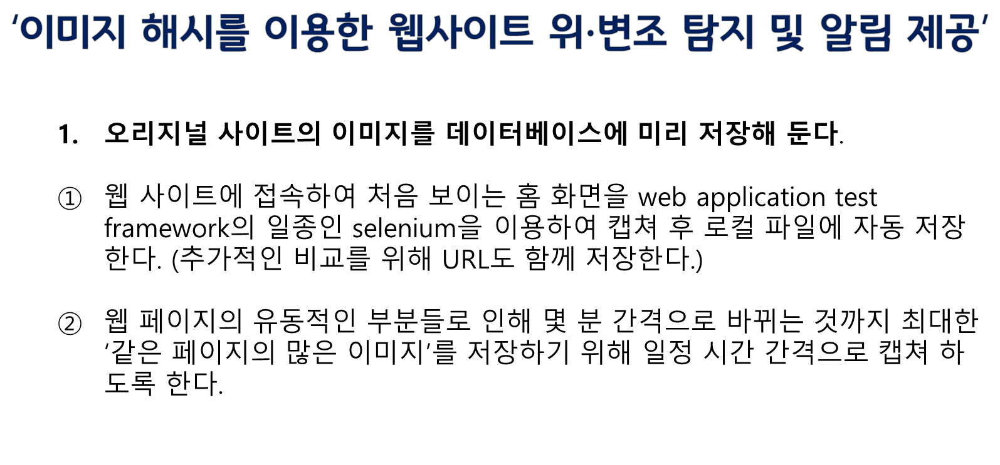 ‘이미지 해시를 이용한 웹사이트 위·변조 탐지 및 알림 제공’
1. 오리지널 사이트의 이미지를 데이터베이스에 미리 저장해 둔다.
① 웹 사이트에 접속하여 처음 보이는 홈 화면을 web application test
framework의 일종인 selenium을 이용하여 캡쳐 후 로컬 파일에 자동 저장
한다. (추가적인 비교를 위해 URL도 함께 저장한다.)
② 웹 페이지의 유동적인 부분들로 인해 몇 분 간격으로 바뀌는 것까지 최대한
‘같은 페이지의 많은 이미지’를 저장하기 위해 일정 시간 간격으로 캡쳐 하
도록 한다.